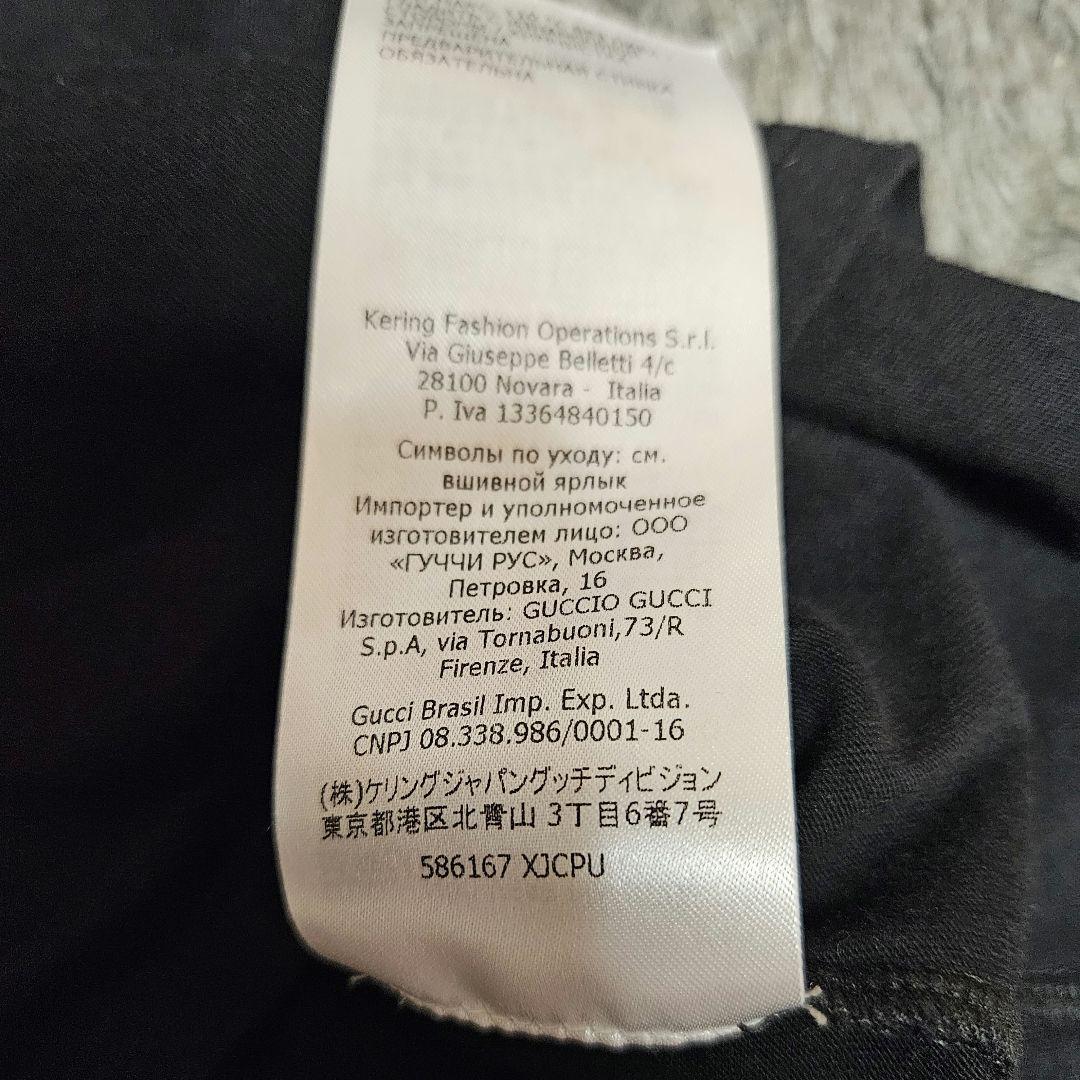 ЗАПРЕЩЕНА
ПРЕДВАРИТЕЛЬНАЯ СТИРКА
ОБЯЗАТЕЛЬНА
Kering Fashion Operations S.r.l.
Via Giuseppe Belletti 4/c
28100 Novara - Italia
P. Iva 13364840150
Символы по уходу: см.
вшивной ярлык
Импортер и уполномоченное
изготовителем лицо: ООО
«ГУЧЧИ РУС», Москва,
Петровка, 16
Изготовитель: GUCCIO GUCCI
S.p.A, via Tornabuoni,73/R
Firenze, Italia
Gucci Brasil Imp. Exp. Ltda.
CNPJ 08.338.986/0001-16
(株)ケリングジャパングッチディビジョン
東京都港区北青山 3丁目6番7号
586167 XJCPU